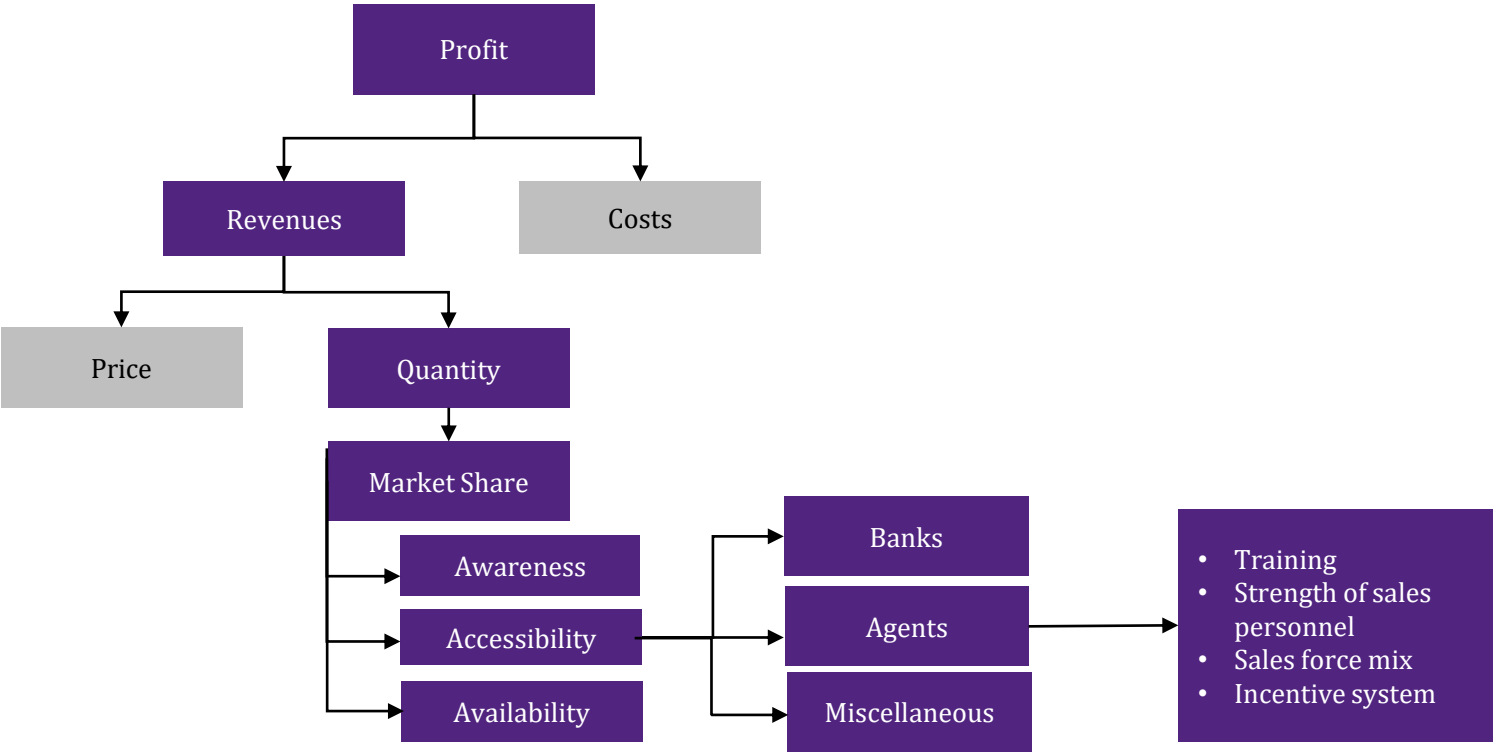 Profit
Revenues
Costs
Price
Quantity
Market Share
Awareness
Accessibility
Availability
Banks
Agents
Miscellaneous
• Training
• Strength of sales
personnel
• Sales force mix
• Incentive system